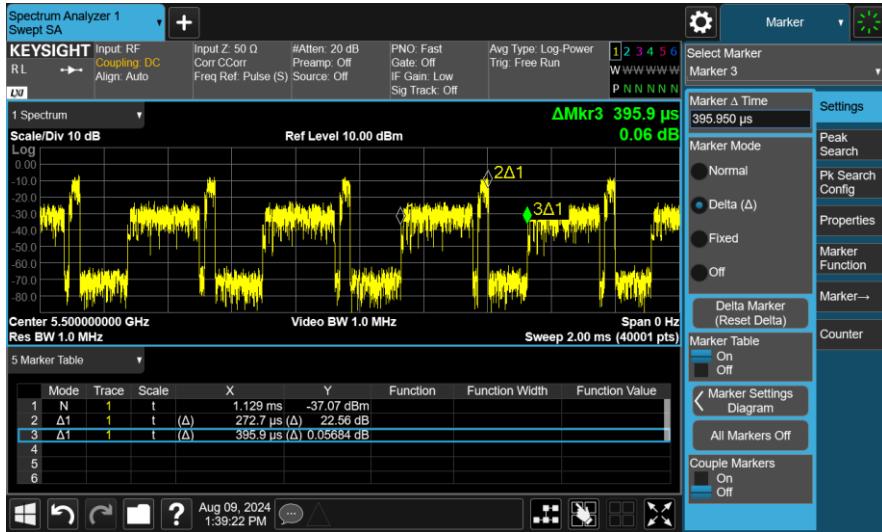 Spectrum Analyzer 1
Swept SA
Marker
KEYSIGHT
RL
LXI
Input: RF
Coupling: DC
Align: Auto
Input Z: 50 Ω
Corr CCorr
Freq Ref: Pulse (S)
#Atten: 20 dB
Preamp: Off
Source: Off
PNO: Fast
Gate: Off
IF Gain: Low
Sig Track: Off
Avg Type: Log-Power
Trig: Free Run
1 2 3 4 5 6
W W W W W W
P N N N N N
Select Marker
Marker 3
1 Spectrum
ΔMkr3 395.9 µs
0.06 dB
Scale/Div 10 dB
Ref Level 10.00 dBm
Log
0.00
-10.0
-20.0
-30.0
-40.0
-50.0
-60.0
-70.0
-80.0
2Δ1
3Δ1
Center 5.500000000 GHz
Video BW 1.0 MHz
Span 0 Hz
Res BW 1.0 MHz
Sweep 2.00 ms (40001 pts)
5 Marker Table
Mode Trace Scale X Y Function Function Width Function Value
1 N 1 t 1.129 ms -37.07 dBm
2 Δ1 1 t (Δ) 272.7 µs (Δ) 22.56 dB
3 Δ1 1 t (Δ) 395.9 µs (Δ) 0.05684 dB
4
5
6
Marker Δ Time
395.950 µs
Marker Mode
Normal
Delta (Δ)
Fixed
Off
Delta Marker
(Reset Delta)
Marker Table
On
Off
Marker Settings
Diagram
All Markers Off
Couple Markers
On
Off
Settings
Peak
Search
Pk Search
Config
Properties
Marker
Function
Marker→
Counter
?
Aug 09, 2024
1:39:22 PM